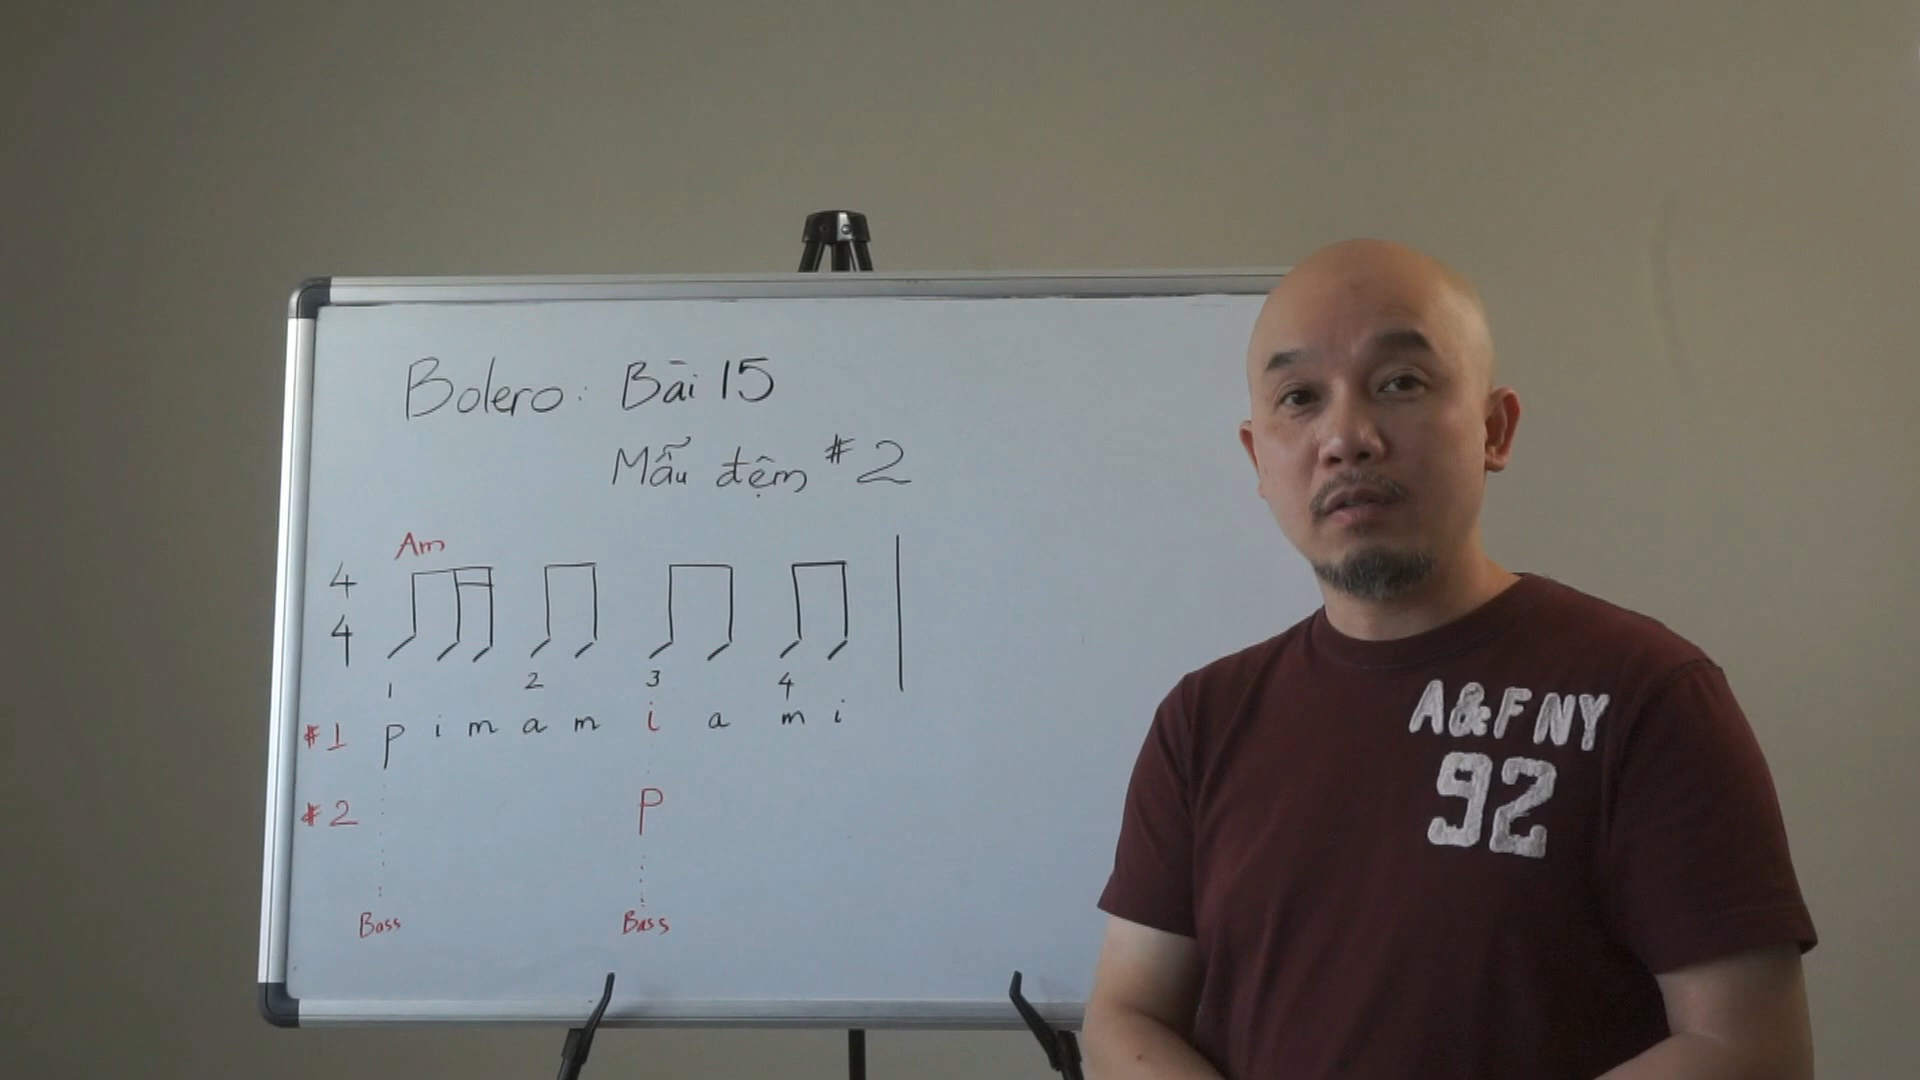 Bolero: Bài 15
Mẫu đệm #2
Am
4
4
1 2 3 4
#1 p i m a m i a m i
#2 p
Bass Bass
A&F NY
92